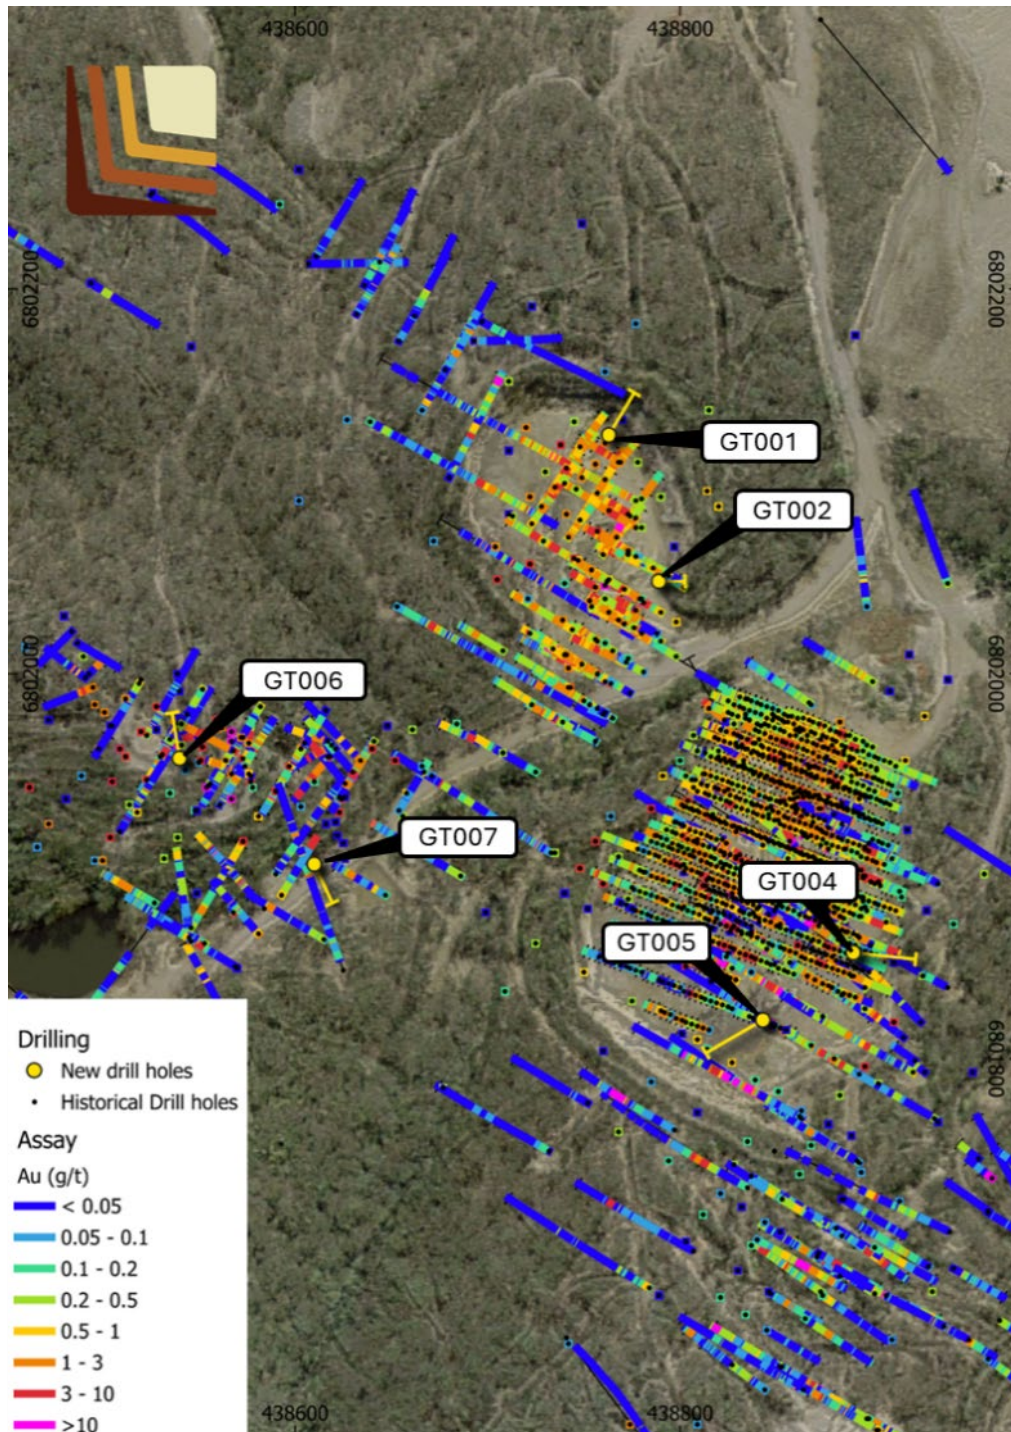 438600
438800
6802200
6802200
GT001
GT002
6802000
6802000
GT006
GT007
GT004
GT005
6801800
Drilling
New drill holes
Historical Drill holes
Assay
Au (g/t)
< 0.05
0.05 - 0.1
0.1 - 0.2
0.2 - 0.5
0.5 - 1
1 - 3
3 - 10
>10
438600
438800